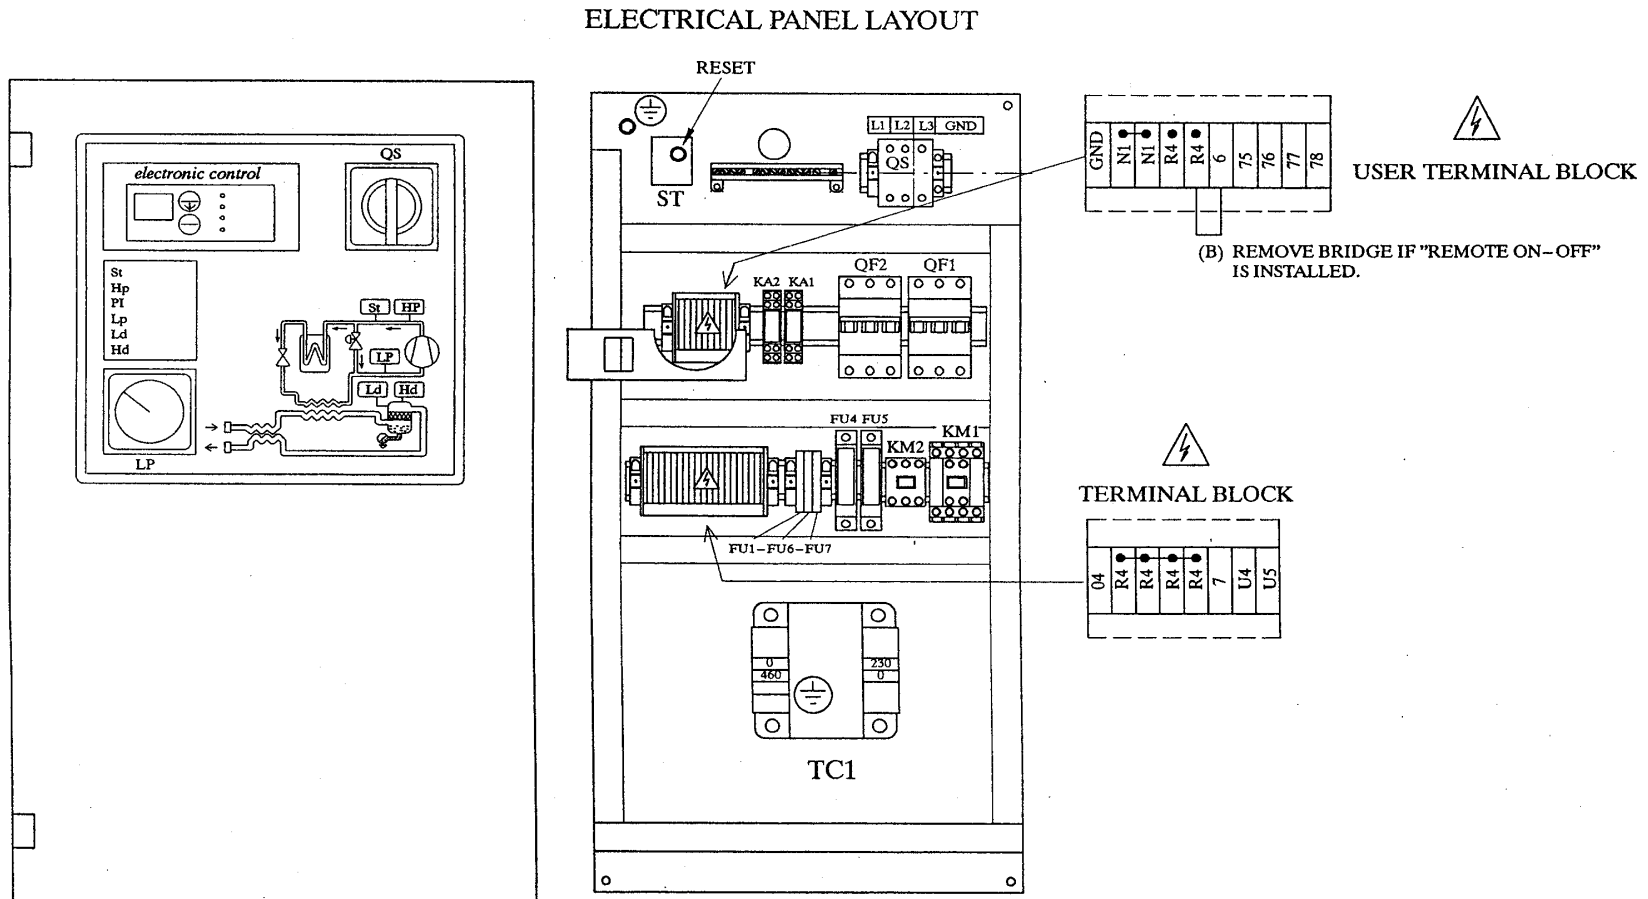 ELECTRICAL PANEL LAYOUT
RESET
QS
electronic control
St
Hp
PI
Lp
Ld
Hd
St HP
LP
Ld Hd
LP
ST
L1 L2 L3 GND
QS
KA2 KA1
QF2 QF1
FU4 FU5
KM2
KM1
FU1-FU6-FU7
0
460
230
0
TC1
GND N1 N1 R4 R4 6 75 76 77 78
USER TERMINAL BLOCK
(B) REMOVE BRIDGE IF "REMOTE ON-OFF"
IS INSTALLED.
TERMINAL BLOCK
04 R4 R4 R4 R4 7 U4 U5